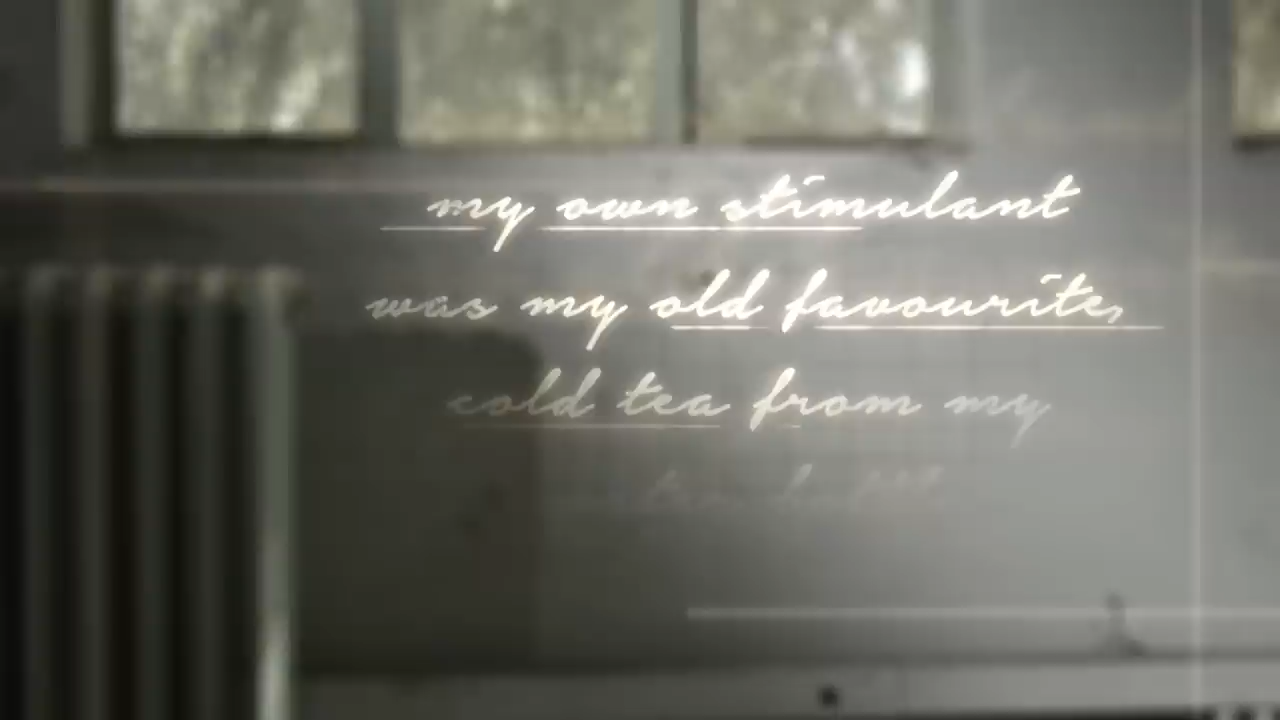 my own stimulant
was my old favourite,
cold tea from my